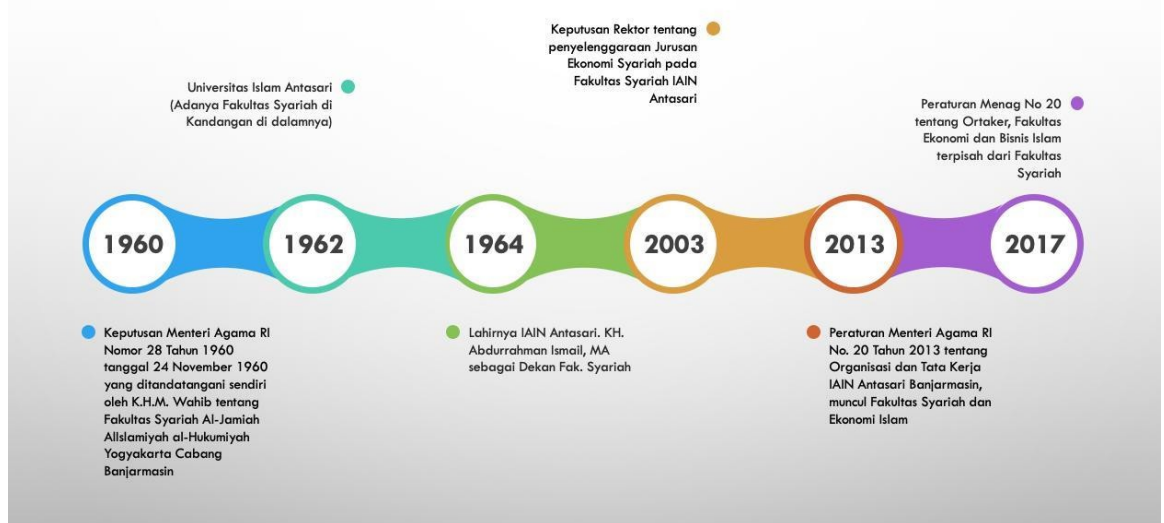 Keputusan Rektor tentang
penyelenggaraan Jurusan
Ekonomi Syariah pada
Fakultas Syariah IAIN
Antasari
Universitas Islam Antasari
(Adanya Fakultas Syariah di
Kandangan di dalamnya)
Peraturan Menag No 20
tentang Ortaker, Fakultas
Ekonomi dan Bisnis Islam
terpisah dari Fakultas
Syariah
1960
1962
1964
2003
2013
2017
Keputusan Menteri Agama RI
Nomor 28 Tahun 1960
tanggal 24 November 1960
yang ditandatangani sendiri
oleh K.H.M. Wahib tentang
Fakultas Syariah Al-Jamiah
AlIslamiyah al-Hukumiyah
Yogyakarta Cabang
Banjarmasin
Lahirnya IAIN Antasari. KH.
Abdurrahman Ismail, MA
sebagai Dekan Fak. Syariah
Peraturan Menteri Agama RI
No. 20 Tahun 2013 tentang
Organisasi dan Tata Kerja
IAIN Antasari Banjarmasin,
muncul Fakultas Syariah dan
Ekonomi Islam